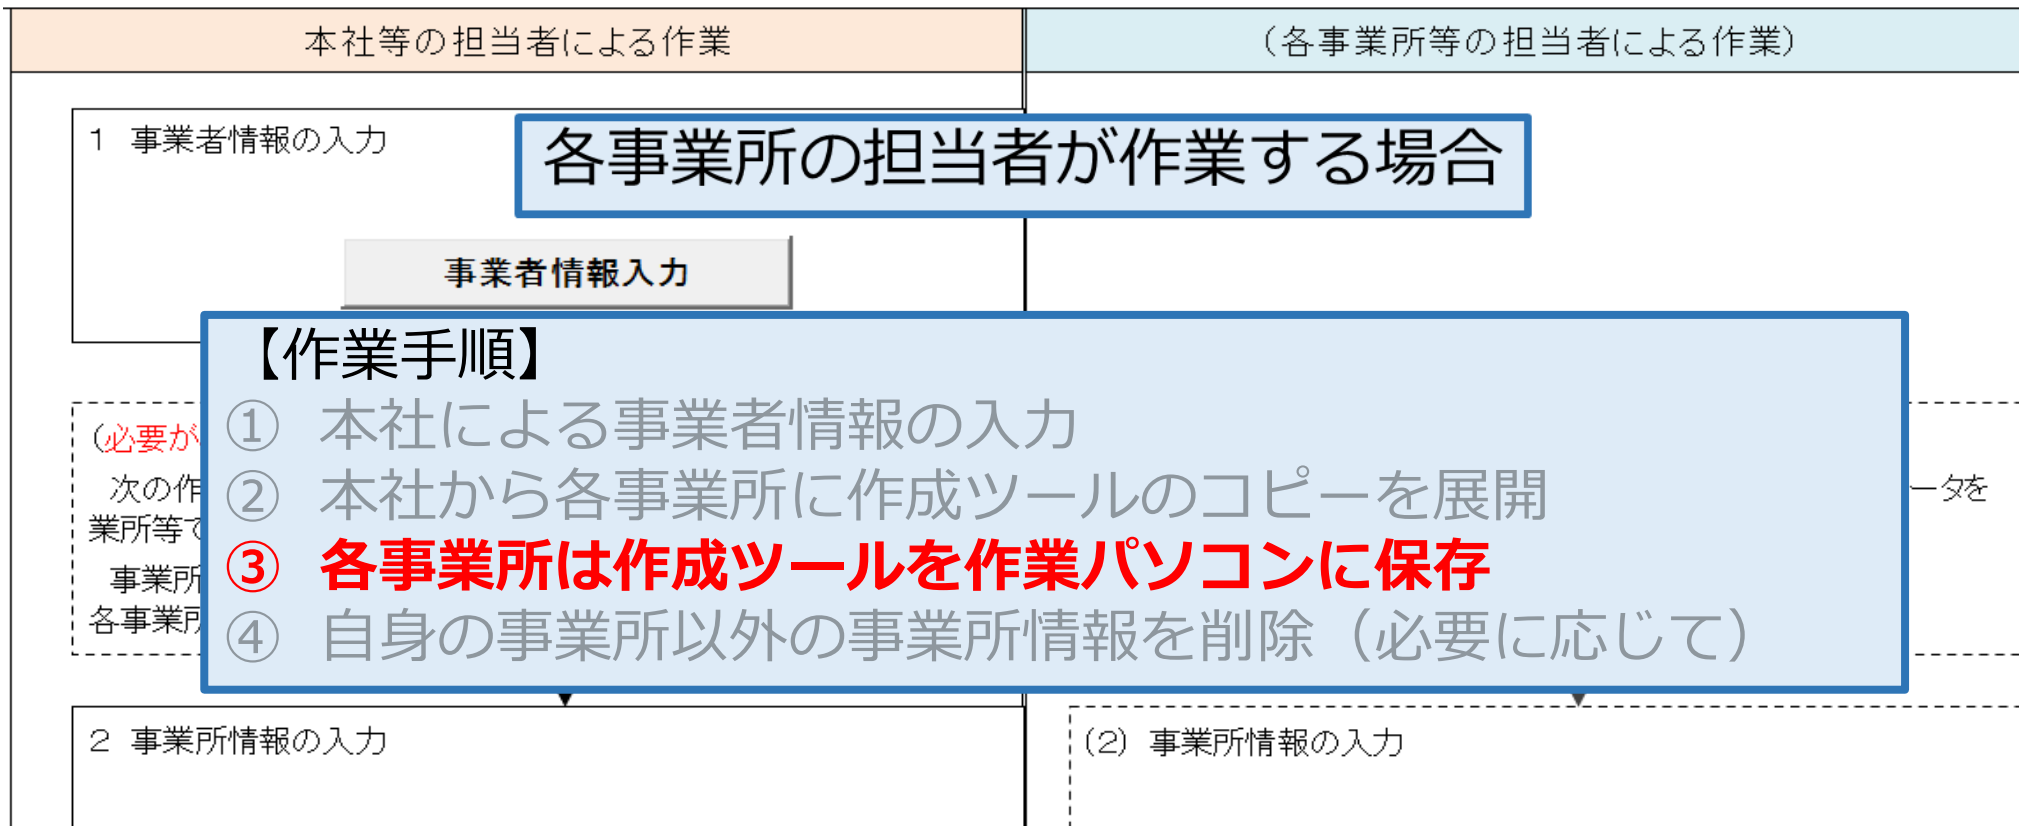 本社等の担当者による作業
（各事業所等の担当者による作業）
1 事業者情報の入力
各事業所の担当者が作業する場合
事業者情報入力
【作業手順】
① 本社による事業者情報の入力
② 本社から各事業所に作成ツールのコピーを展開
③ 各事業所は作成ツールを作業パソコンに保存
④ 自身の事業所以外の事業所情報を削除（必要に応じて）
（必要が
次の作
業所等で
事業所
各事業所
ータを
2 事業所情報の入力
(2) 事業所情報の入力